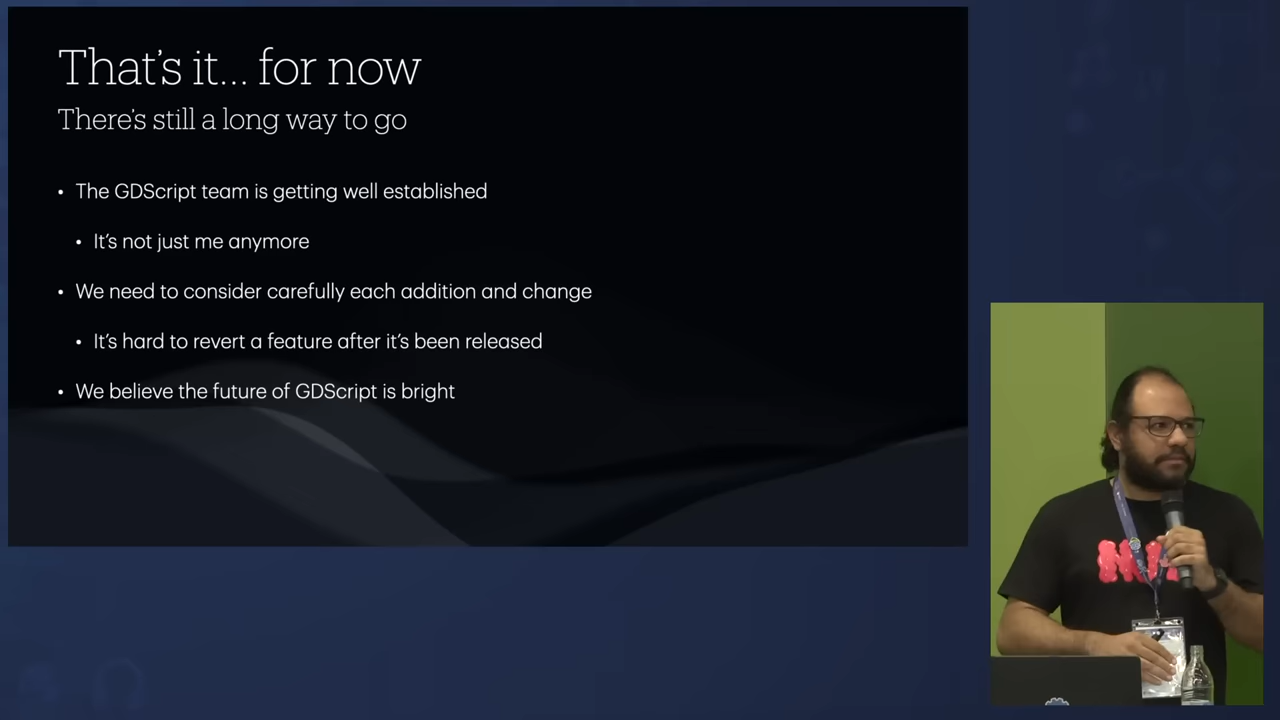 That's it... for now
There's still a long way to go
• The GDScript team is getting well established
• It's not just me anymore
• We need to consider carefully each addition and change
• It's hard to revert a feature after it's been released
• We believe the future of GDScript is bright